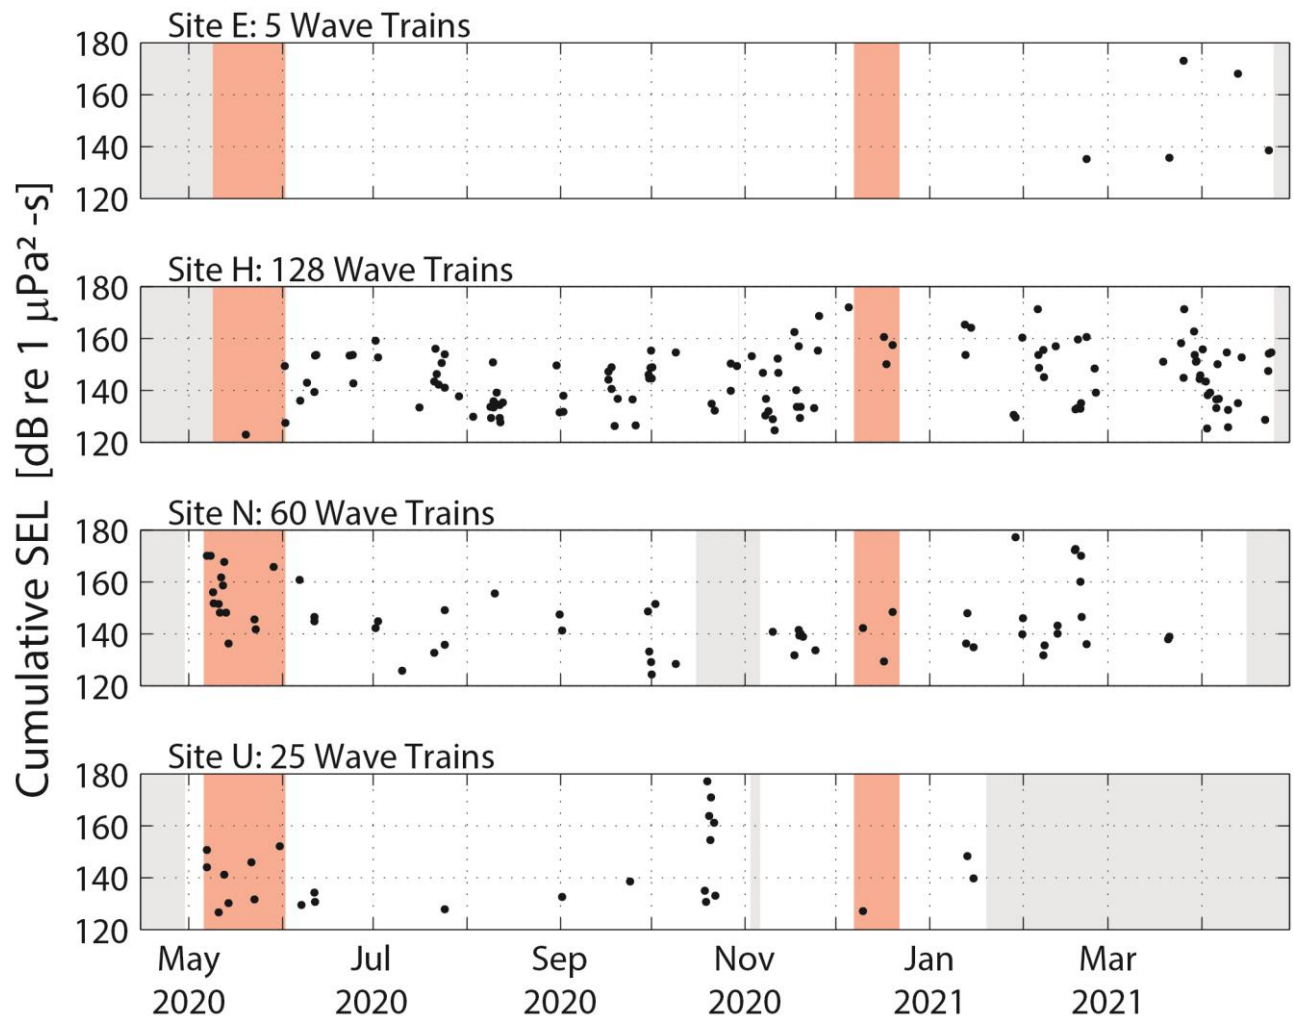 Site E: 5 Wave Trains
180
160
140
120
Site H: 128 Wave Trains
180
160
140
120
Site N: 60 Wave Trains
180
160
140
120
Site U: 25 Wave Trains
180
160
140
120
Cumulative SEL [dB re 1 μPa² -s]
May Jul Sep Nov Jan Mar
2020 2020 2020 2020 2021 2021